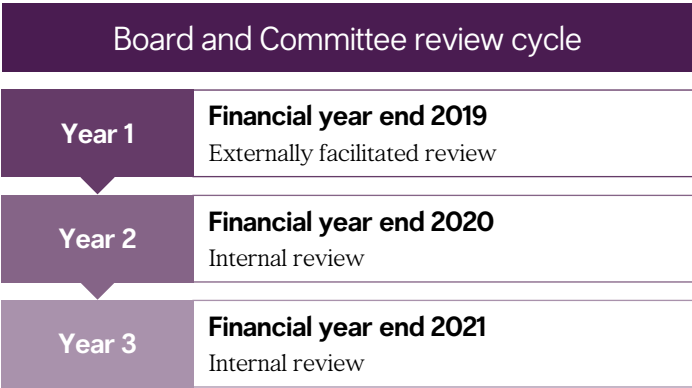 Board and Committee review cycle
Year 1
Financial year end 2019
Externally facilitated review
Year 2
Financial year end 2020
Internal review
Year 3
Financial year end 2021
Internal review